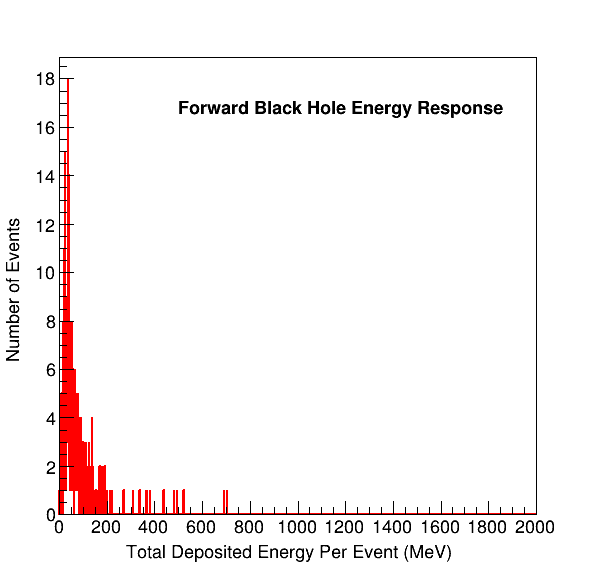 Forward Black Hole Energy Response
Number of Events
18
16
14
12
10
8
6
4
2
0
0 200 400 600 800 1000 1200 1400 1600 1800 2000
Total Deposited Energy Per Event (MeV)